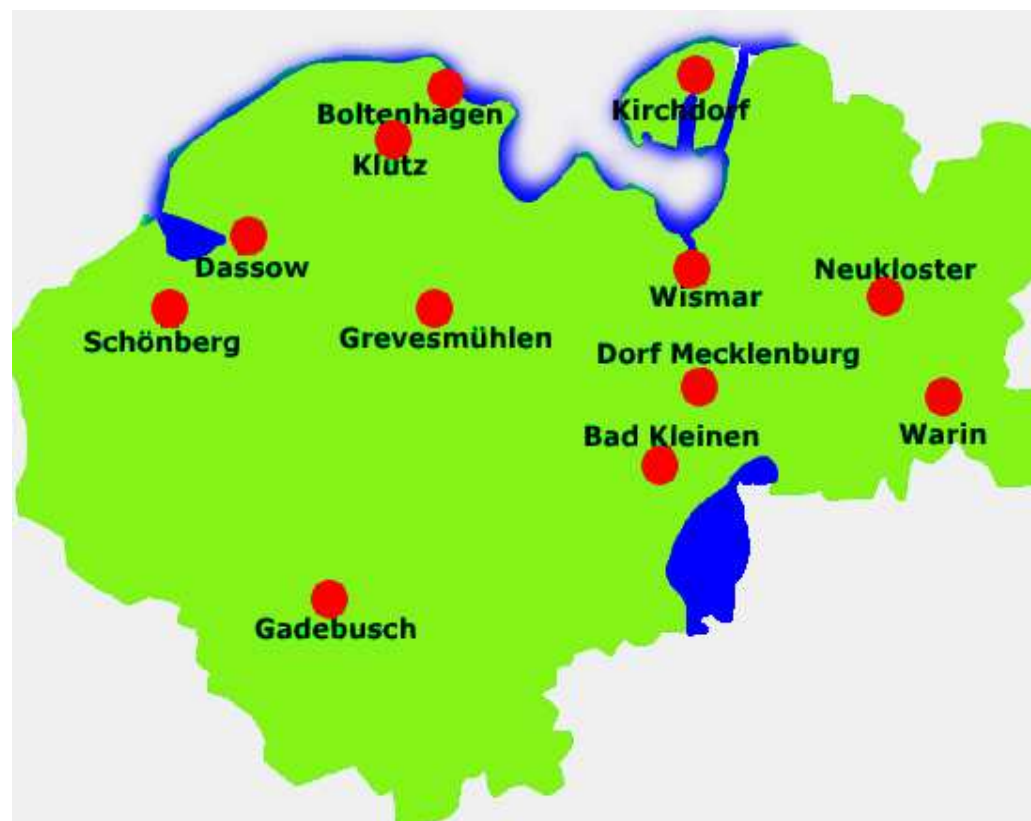 Boltenhagen
Kirchdorf
Klütz
Dassow
Neukloster
Wismar
Schönberg
Grevesmühlen
Dorf Mecklenburg
Bad Kleinen
Warin
Gadebusch